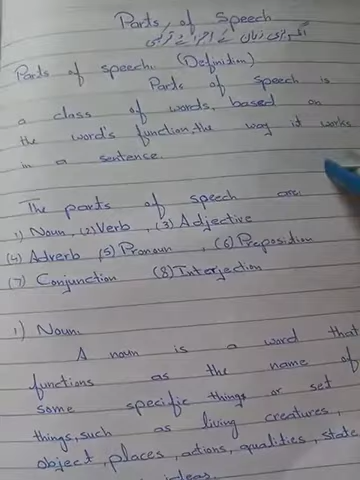 Parts of Speech
انگریزی زبان کے اجزائے ترکیبی
Parts of speech. (Definition)
Parts of speech is
a class of words, based on
the word's function, the way it works
in a sentence.
The parts of speech are.
1) Noun, (2) Verb, (3) Adjective
(4) Adverb, 5) Pronoun, (6) Preposition
(7) Conjunction (8) Interjection
1) Noun.
A noun is a word that
functions as the name of
some specific things or set
things, such as living creatures,
object, places, actions, qualities, state
ideas.